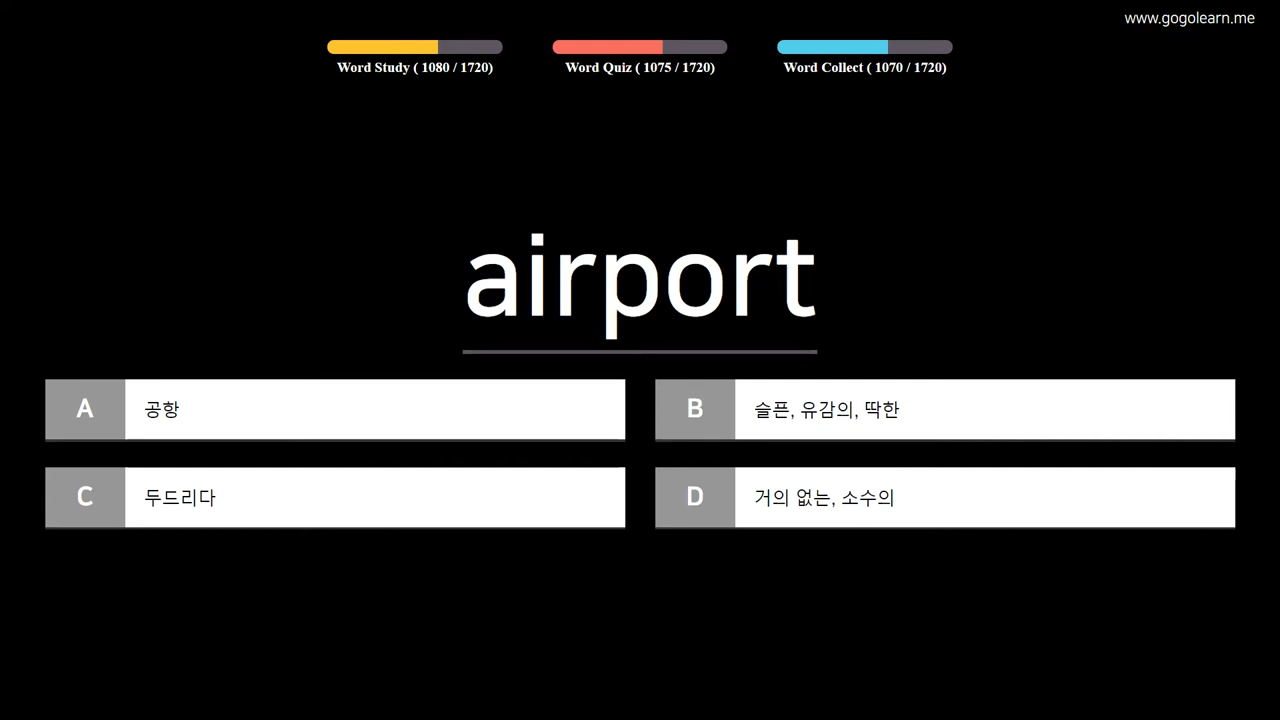 www.gogolearn.me
Word Study ( 1080 / 1720)
Word Quiz ( 1075 / 1720)
Word Collect ( 1070 / 1720)
airport
A 공항
B 슬픈, 유감의, 딱한
C 두드리다
D 거의 없는, 소수의